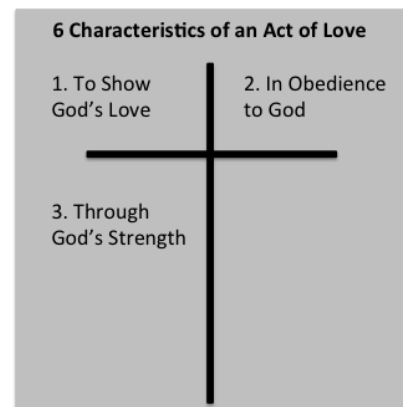 6 Characteristics of an Act of Love
1. To Show
God's Love
2. In Obedience
to God
3. Through
God's Strength